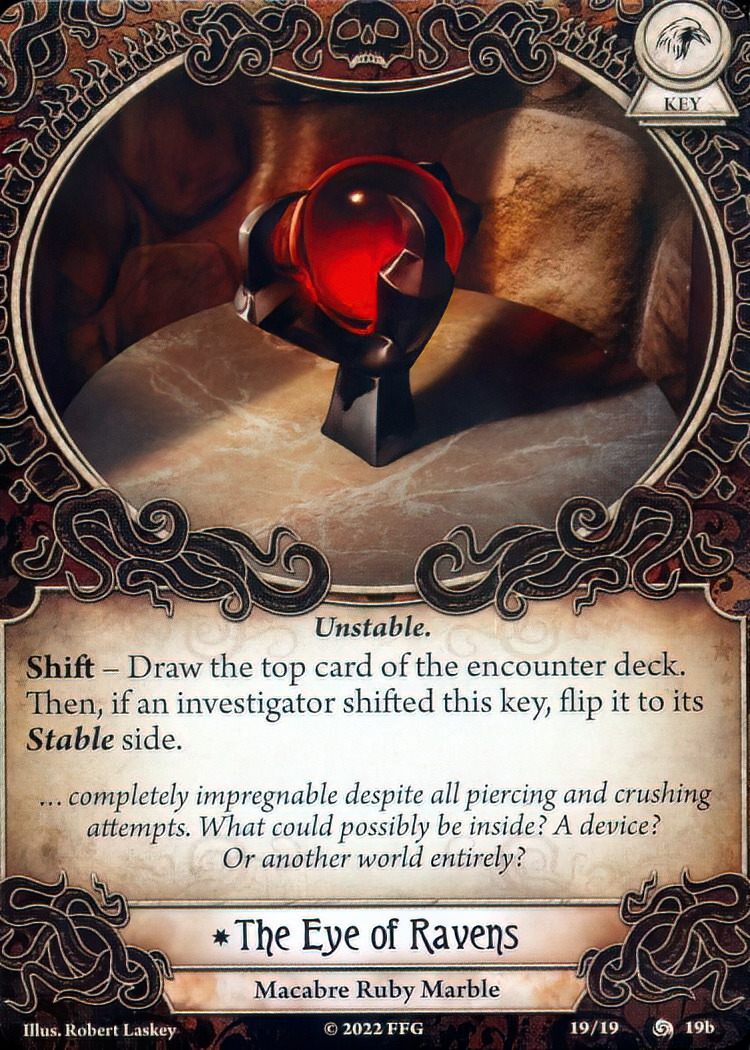 KEY
Unstable.
Shift – Draw the top card of the encounter deck.
Then, if an investigator shifted this key, flip it to its
Stable side.
... completely impregnable despite all piercing and crushing
attempts. What could possibly be inside? A device?
Or another world entirely?
✷The Eye of Ravens
Macabre Ruby Marble
Illus. Robert Laskey © 2022 FFG 19/19 19b